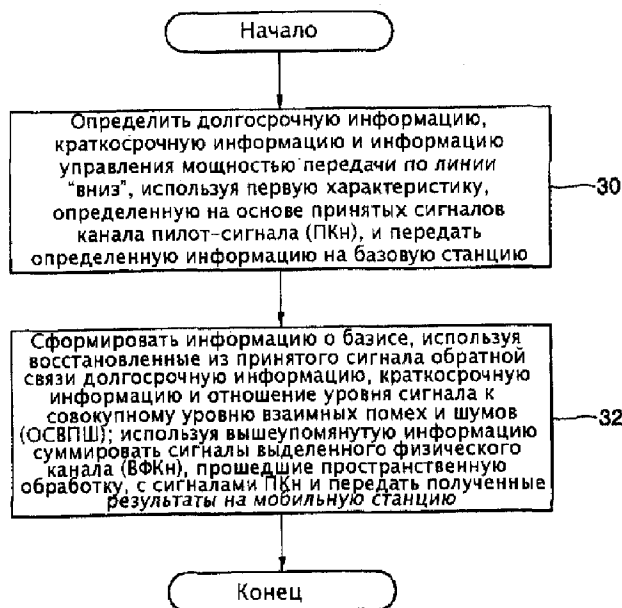 Начало
Определить долгосрочную информацию,
краткосрочную информацию и информацию
управления мощностью передачи по линии
"вниз", используя первую характеристику,
определенную на основе принятых сигналов
канала пилот-сигнала (ПКн), и передать
определенную информацию на базовую станцию
30
Сформировать информацию о базисе, используя
восстановленные из принятого сигнала обратной
связи долгосрочную информацию, краткосрочную
информацию и отношение уровня сигнала к
совокупному уровню взаимных помех и шумов
(ОСВПШ); используя вышеупомянутую информацию
суммировать сигналы выделенного физического
канала (ВФКн), прошедшие пространственную
обработку, с сигналами ПКн и передать полученные
результаты на мобильную станцию
32
Конец